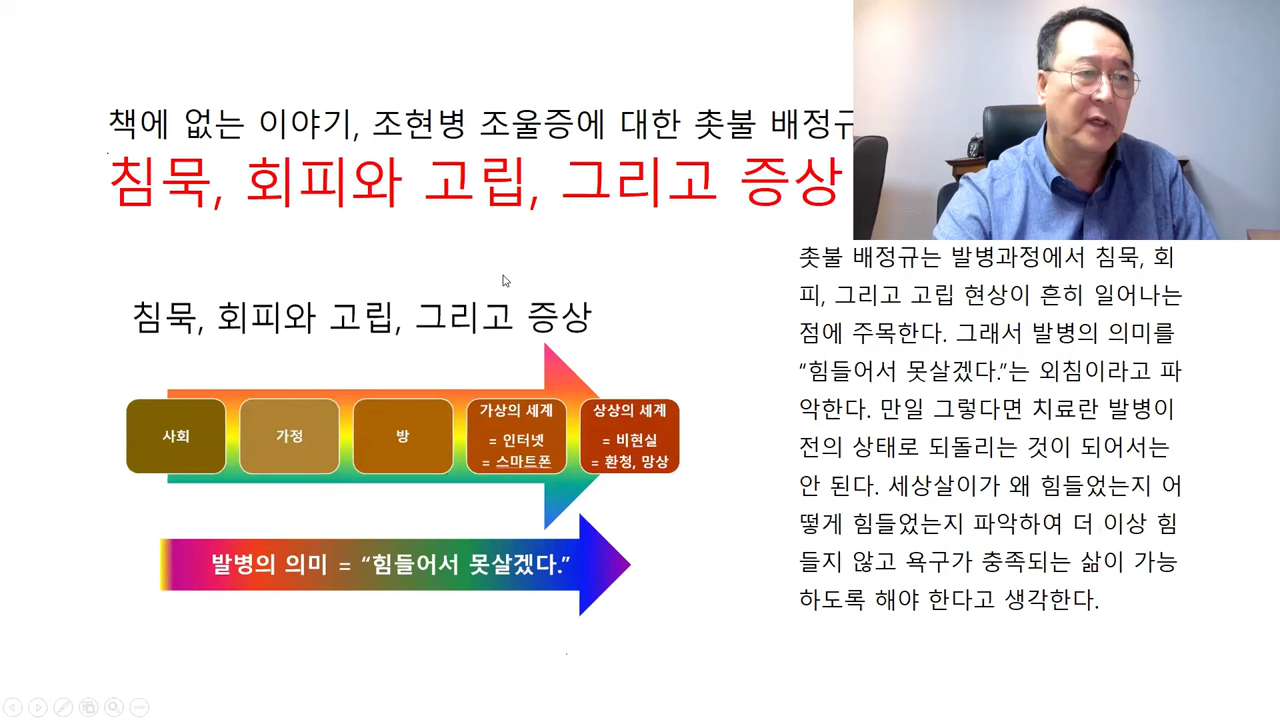 책에 없는 이야기, 조현병 조울증에 대한 촛불 배정규
침묵, 회피와 고립, 그리고 증상
침묵, 회피와 고립, 그리고 증상
사회
가정
방
가상의 세계
= 인터넷
= 스마트폰
상상의 세계
= 비현실
= 환청, 망상
발병의 의미 = “힘들어서 못살겠다.”
촛불 배정규는 발병과정에서 침묵, 회
피, 그리고 고립 현상이 흔히 일어나는
점에 주목한다. 그래서 발병의 의미를
“힘들어서 못살겠다.”는 외침이라고 파
악한다. 만일 그렇다면 치료란 발병이
전의 상태로 되돌리는 것이 되어서는
안 된다. 세상살이가 왜 힘들었는지 어
떻게 힘들었는지 파악하여 더 이상 힘
들지 않고 욕구가 충족되는 삶이 가능
하도록 해야 한다고 생각한다.